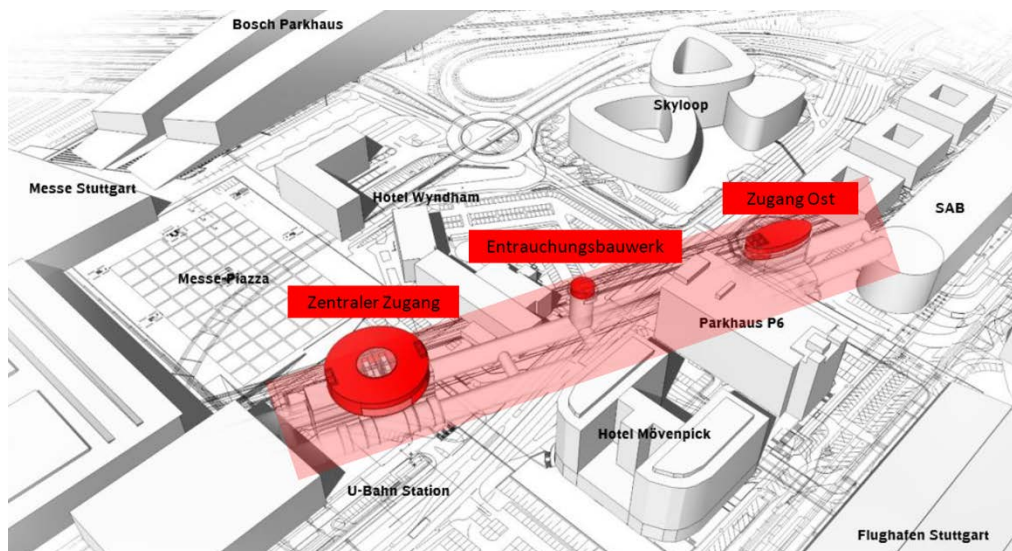 Bosch Parkhaus
Skyloop
Messe Stuttgart
Hotel Wyndham
Zugang Ost
SAB
Entrauchungsbauwerk
Messe-Piazza
Zentraler Zugang
Parkhaus P6
Hotel Mövenpick
U-Bahn Station
Flughafen Stuttgart